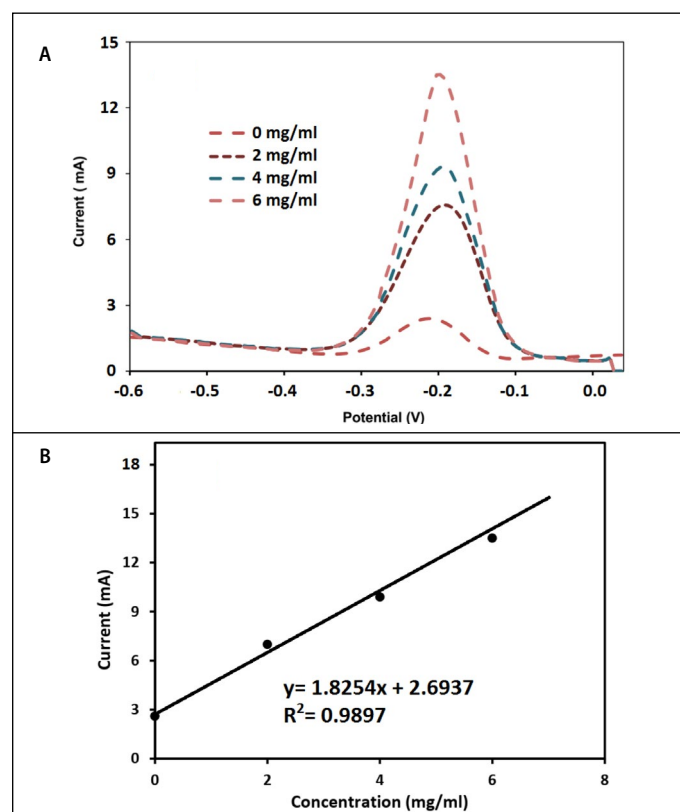 A
15
12
9
6
3
0
Current ( mA)
0 mg/ml
2 mg/ml
4 mg/ml
6 mg/ml
-0.6 -0.5 -0.4 -0.3 -0.2 -0.1 0.0
Potential (V)
B
18
15
12
9
6
3
0
Current (mA)
y= 1.8254x + 2.6937
R²= 0.9897
0 2 4 6 8
Concentration (mg/ml)